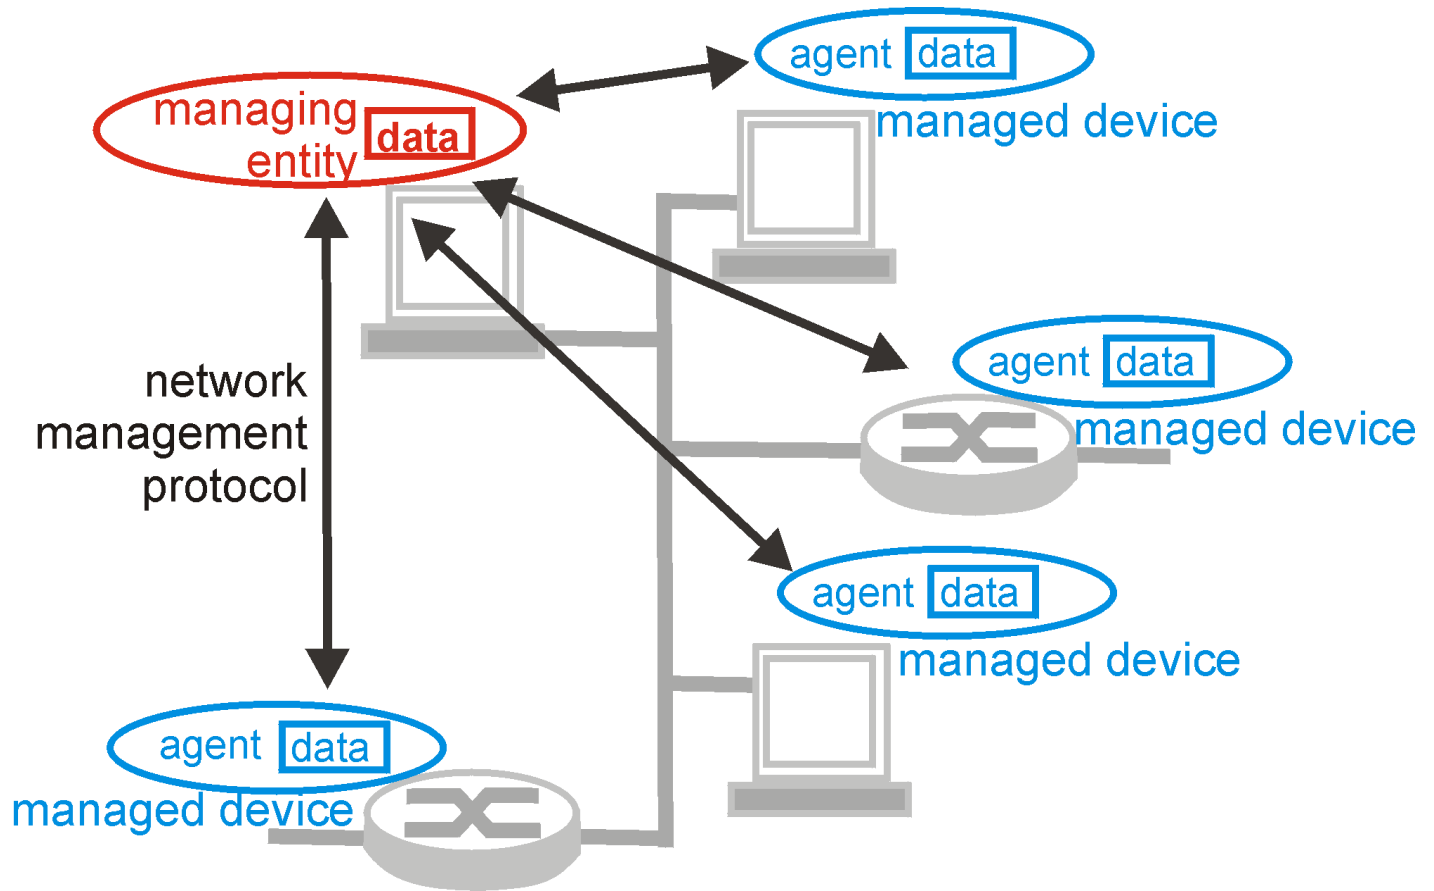 agent data
managed device
managing
entity
data
agent data
managed device
network
management
protocol
agent data
managed device
agent data
managed device